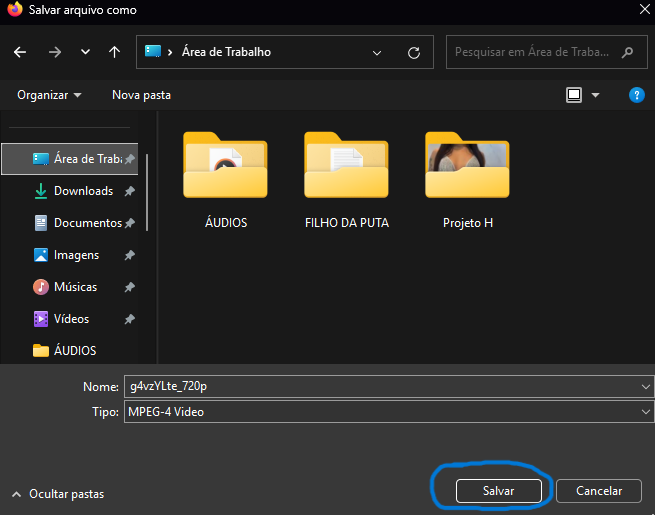 Salvar arquivo como
Área de Trabalho
Pesquisar em Área de Traba...
Organizar
Nova pasta
Área de Traba
Downloads
Documentos
Imagens
Músicas
Vídeos
ÁUDIOS
ÁUDIOS
FILHO DA PUTA
Projeto H
Nome: g4vzYLte_720p
Tipo: MPEG-4 Video
Ocultar pastas
Salvar
Cancelar